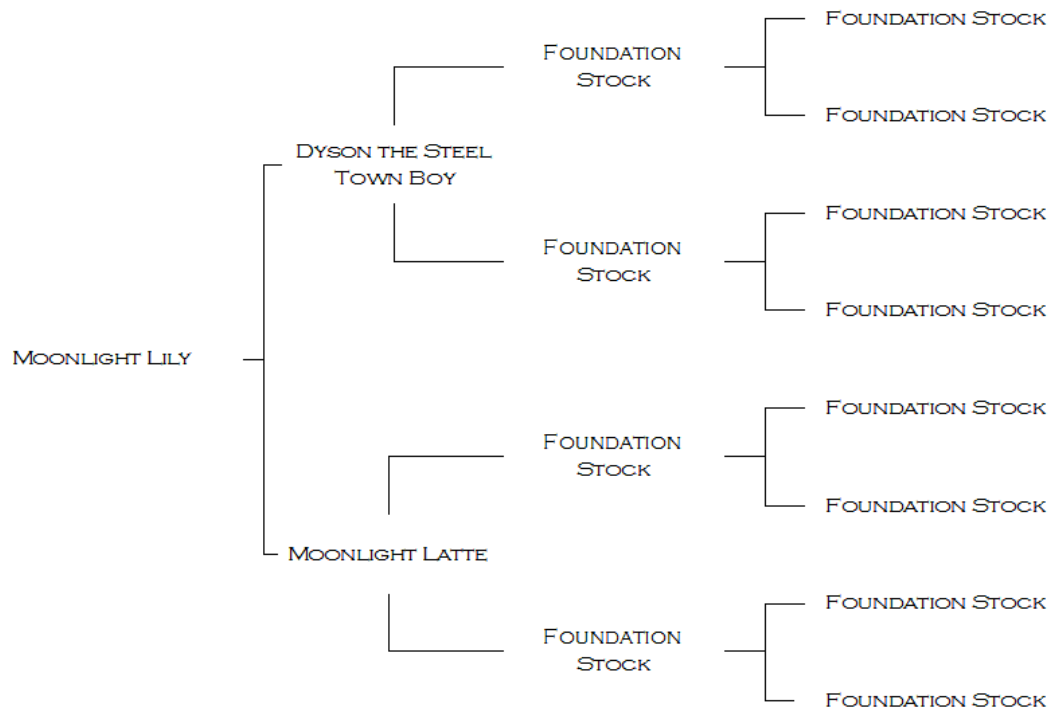 Foundation Stock
Foundation
Stock
Foundation Stock
Dyson the Steel
Town Boy
Foundation Stock
Foundation
Stock
Foundation Stock
Moonlight Lily
Foundation Stock
Foundation
Stock
Foundation Stock
Moonlight Latte
Foundation Stock
Foundation
Stock
Foundation Stock